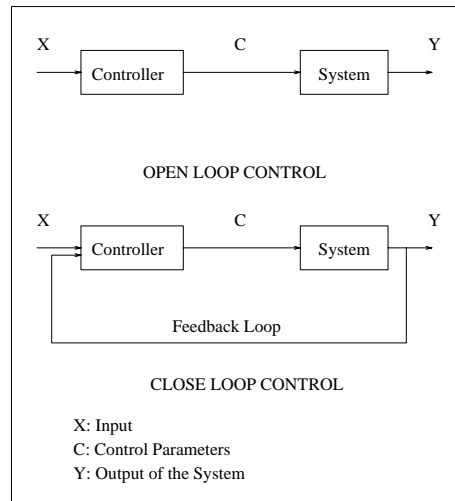 X C Y
Controller System
OPEN LOOP CONTROL
X C Y
Controller System
Feedback Loop
CLOSE LOOP CONTROL
X: Input
C: Control Parameters
Y: Output of the System